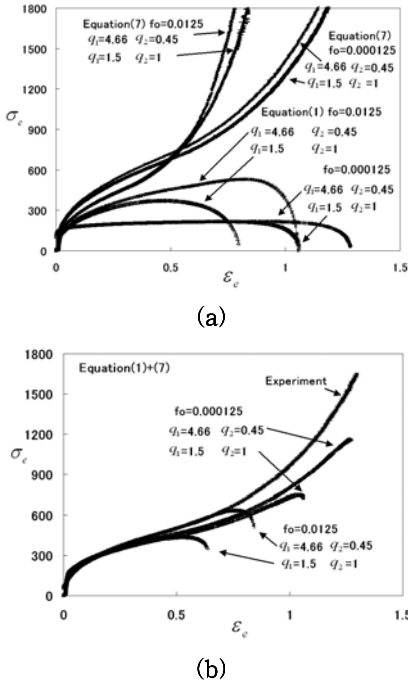 1800
1500
1200
900
600
300
0
σe
Equation(7) fo=0.0125
q1=4.66 q2=0.45
q1=1.5 q2=1
Equation(7)
fo=0.000125
q1=4.66 q2=0.45
q1=1.5 q2=1
Equation(1) fo=0.0125
q1=4.66 q2=0.45
q1=1.5 q2=1
fo=0.000125
q1=4.66 q2=0.45
q1=1.5 q2=1
0 0.5 1 1.5
εe
(a)
1800
1500
1200
900
600
300
0
σe
Equation(1)+(7)
Experiment
fo=0.000125
q1=4.66 q2=0.45
q1=1.5 q2=1
fo=0.0125
q1=4.66 q2=0.45
q1=1.5 q2=1
0 0.5 1 1.5
εe
(b)